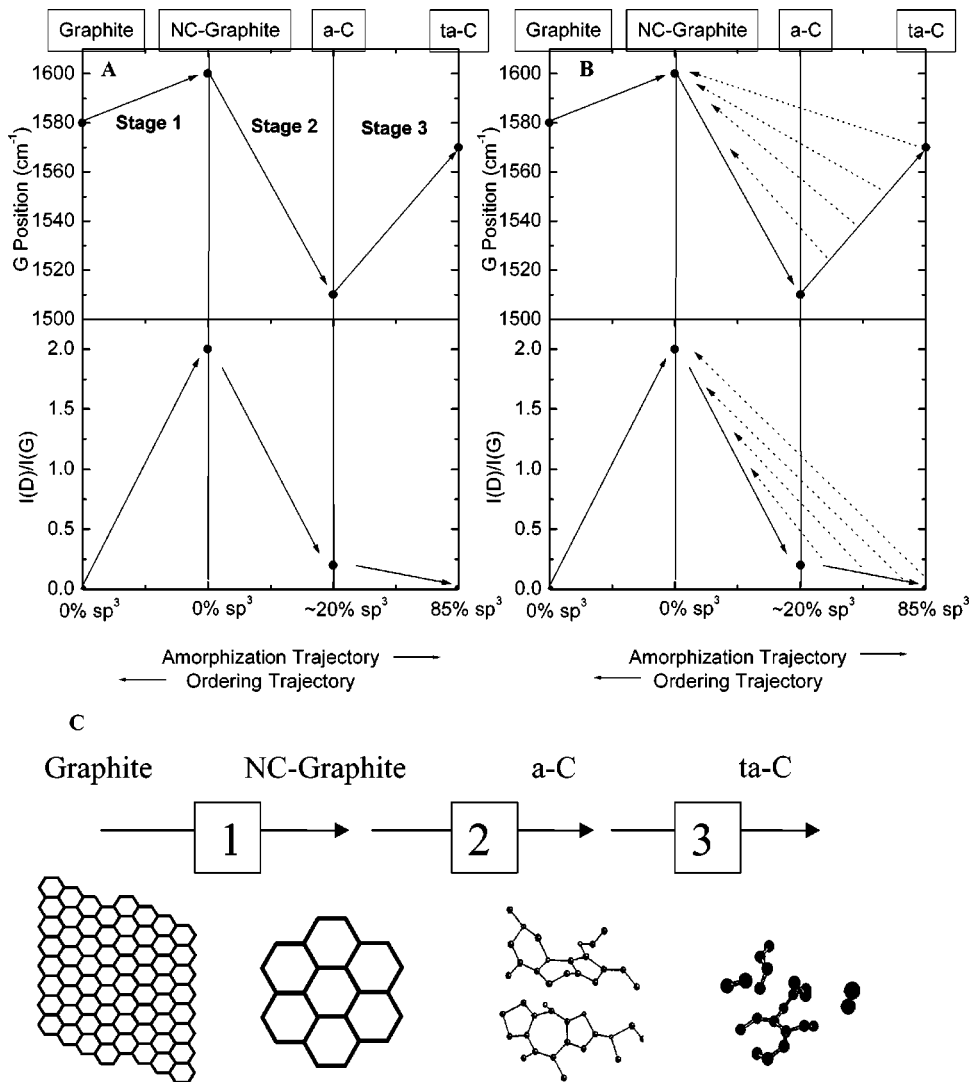 Graphite NC-Graphite a-C ta-C
A
G Position (cm⁻¹)
1600
1580
1560
1540
1520
1500
Stage 1 Stage 2 Stage 3
I(D)/I(G)
2.0
1.5
1.0
0.5
0.0
0% sp³ 0% sp³ ~20% sp³ 85% sp³
Amorphization Trajectory
Ordering Trajectory
Graphite NC-Graphite a-C ta-C
B
G Position (cm⁻¹)
1600
1580
1560
1540
1520
1500
I(D)/I(G)
2.0
1.5
1.0
0.5
0.0
0% sp³ 0% sp³ ~20% sp³ 85% sp³
Amorphization Trajectory
Ordering Trajectory
C
Graphite NC-Graphite a-C ta-C
1 2 3